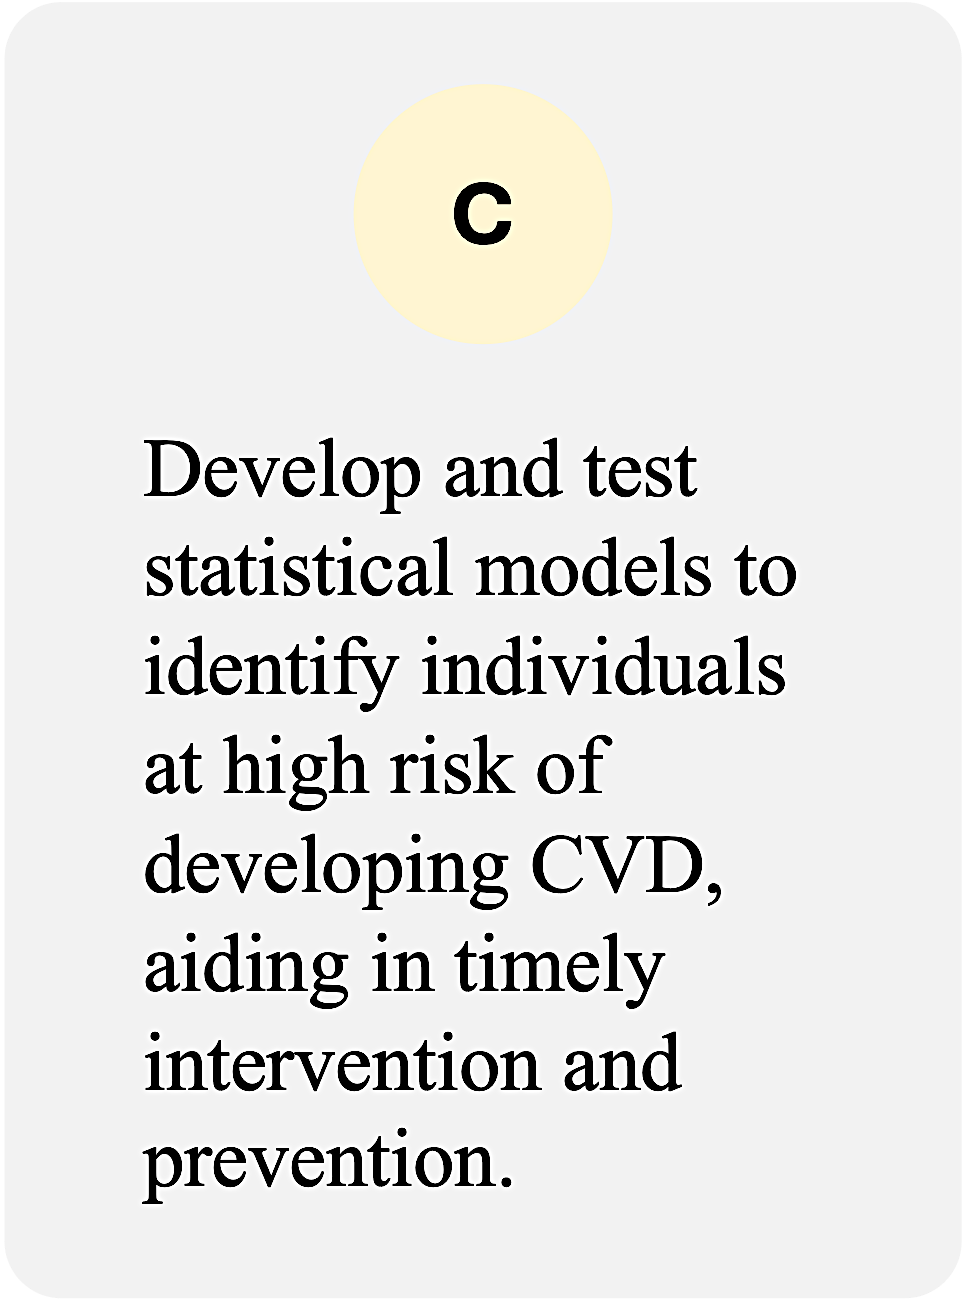 C
Develop and test
statistical models to
identify individuals
at high risk of
developing CVD,
aiding in timely
intervention and
prevention.